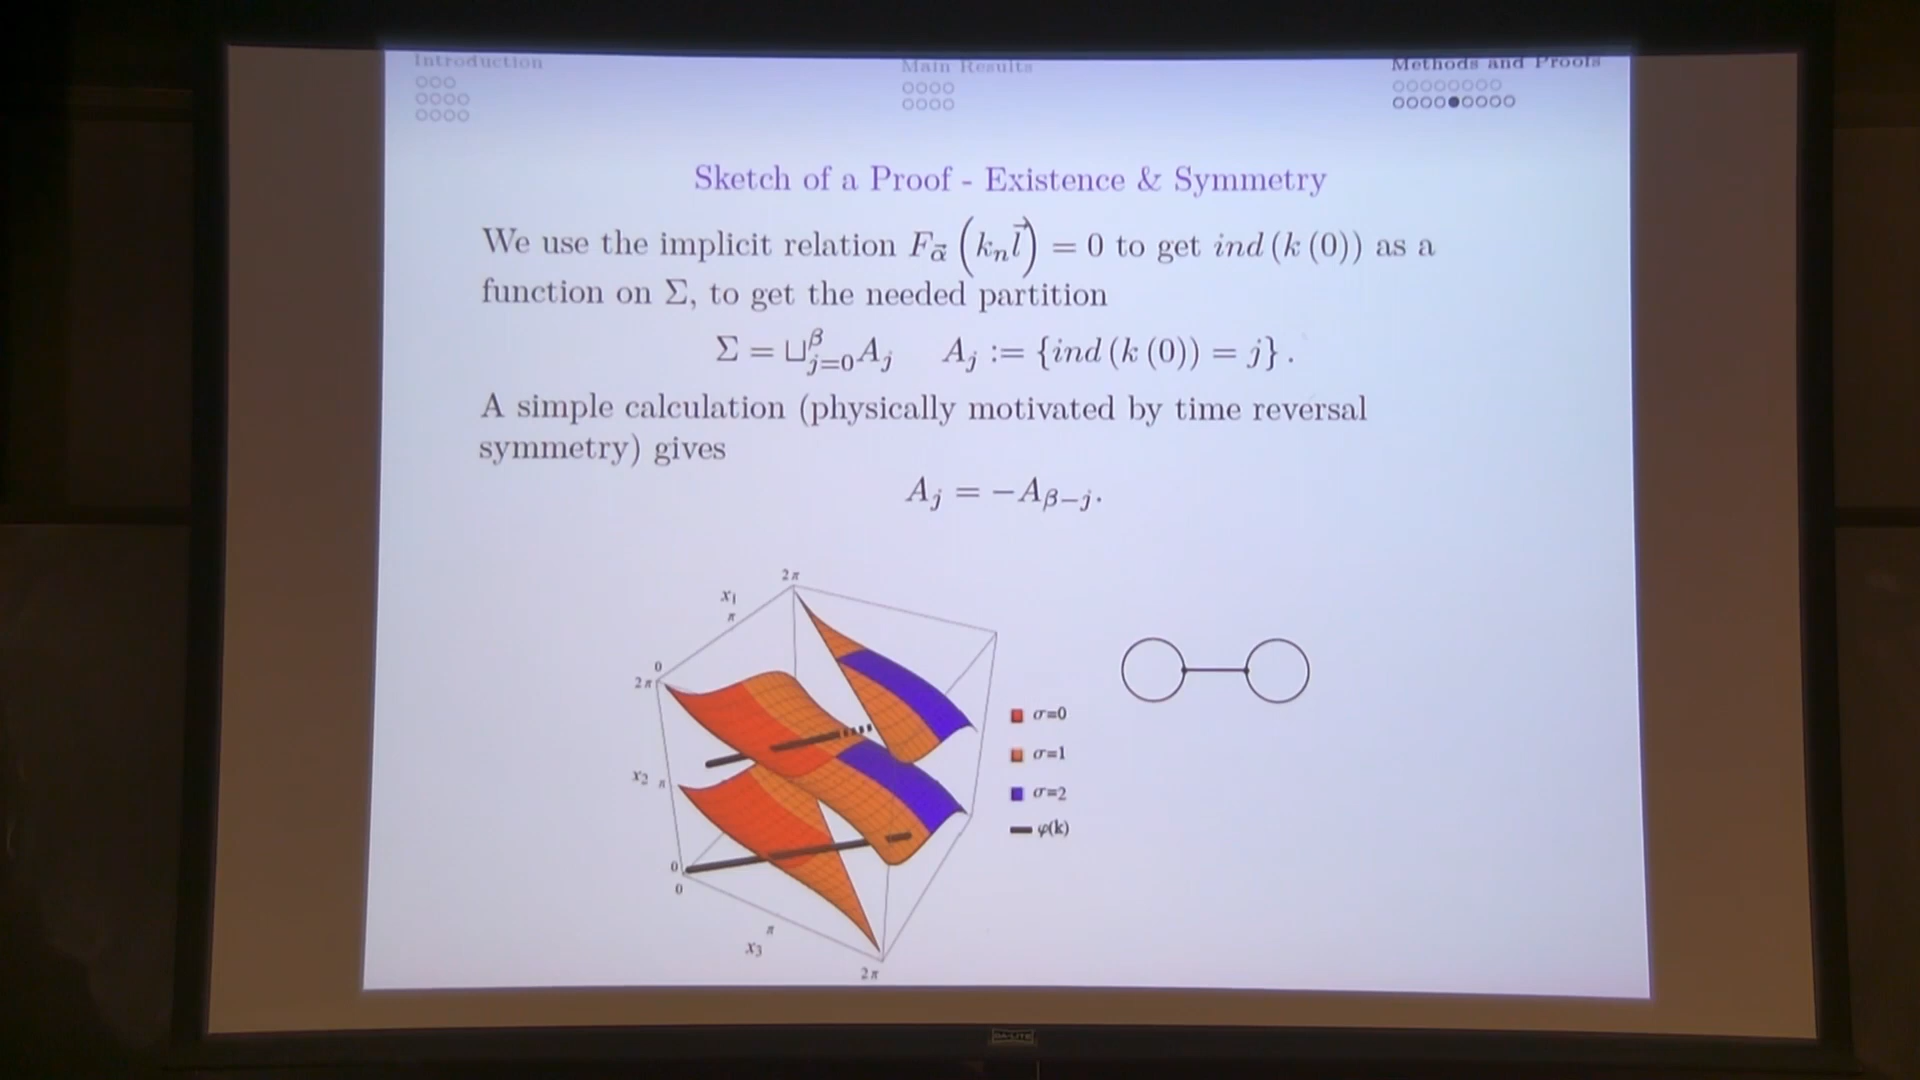 Introduction
Main Results
Methods and Proofs
Sketch of a Proof - Existence & Symmetry
We use the implicit relation F_{\vec{α}} (k_n \vec{l}) = 0 to get ind (k (0)) as a
function on Σ, to get the needed partition
Σ = ⊔_{j=0}^{β} A_j    A_j := {ind (k (0)) = j} .
A simple calculation (physically motivated by time reversal
symmetry) gives
A_j = −A_{β−j}.
2π
x₁
π
0
2π
x₂ π
0
0
π
x₃
2π
σ=0
σ=1
σ=2
φ(k)